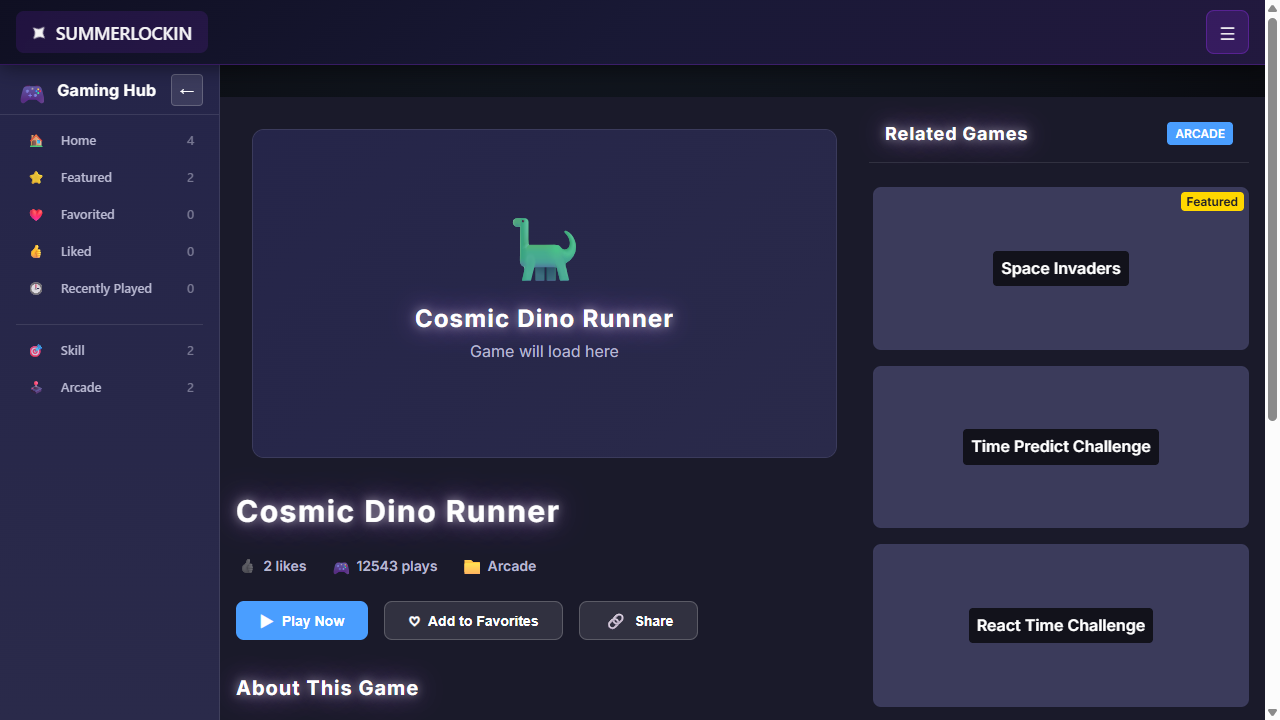 SUMMERLOCKIN
☰
Gaming Hub
←
Home 4
Featured 2
Favorited 0
Liked 0
Recently Played 0
Skill 2
Arcade 2
Cosmic Dino Runner
Game will load here
Cosmic Dino Runner
2 likes 12543 plays Arcade
Play Now
Add to Favorites
Share
About This Game
Related Games
ARCADE
Featured
Space Invaders
Time Predict Challenge
React Time Challenge